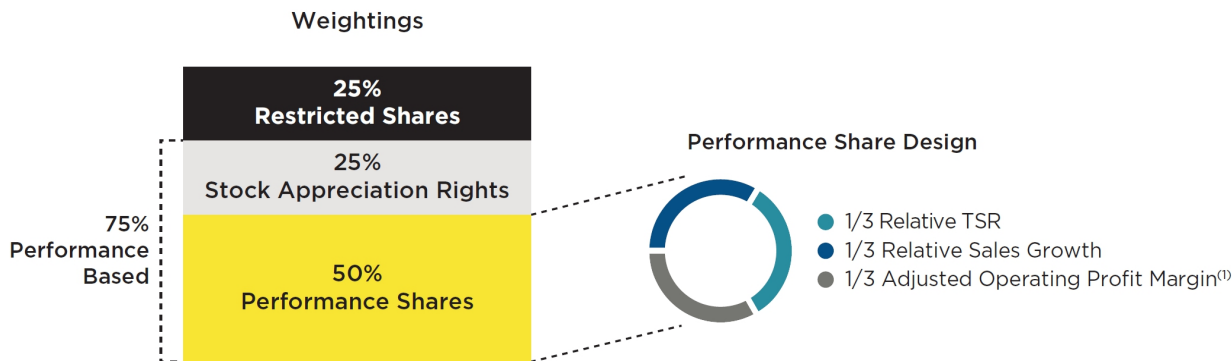 Weightings
25%
Restricted Shares
25%
Stock Appreciation Rights
75%
Performance
Based
50%
Performance Shares
Performance Share Design
1/3 Relative TSR
1/3 Relative Sales Growth
1/3 Adjusted Operating Profit Margin(1)